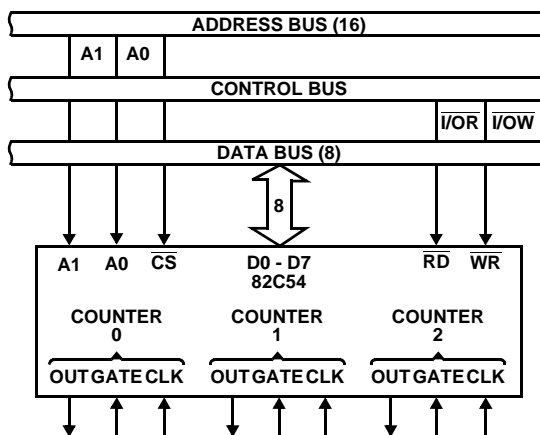 ADDRESS BUS (16)
A1 A0
CONTROL BUS
I/OR I/OW
DATA BUS (8)
8
A1 A0 CS D0 - D7 RD WR
82C54
COUNTER COUNTER COUNTER
0 1 2
OUT GATE CLK OUT GATE CLK OUT GATE CLK